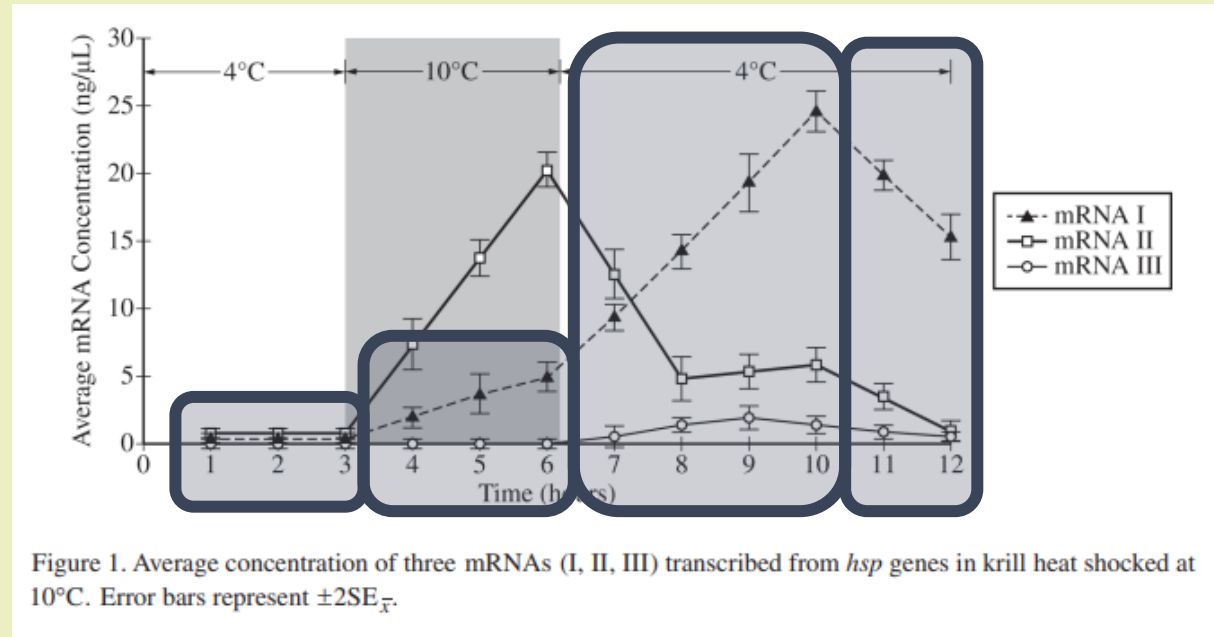 Average mRNA Concentration (ng/μL)
30
25
20
15
10
5
0
4°C
10°C
4°C
0 1 2 3 4 5 6 7 8 9 10 11 12
Time (hours)
mRNA I
mRNA II
mRNA III
Figure 1. Average concentration of three mRNAs (I, II, III) transcribed from hsp genes in krill heat shocked at
10°C. Error bars represent ±2SE x̅.